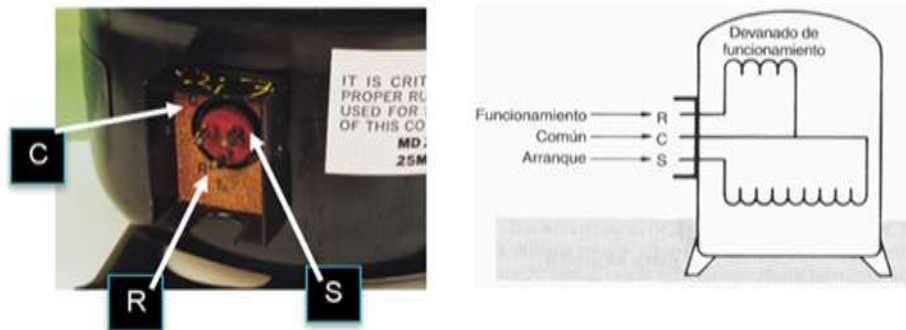 C
R
S
IT IS CRIT
PROPER RU
USED FOR
OF THIS CO
MD
25M
R
Devanado de
funcionamiento
Funcionamiento R
Común C
Arranque S